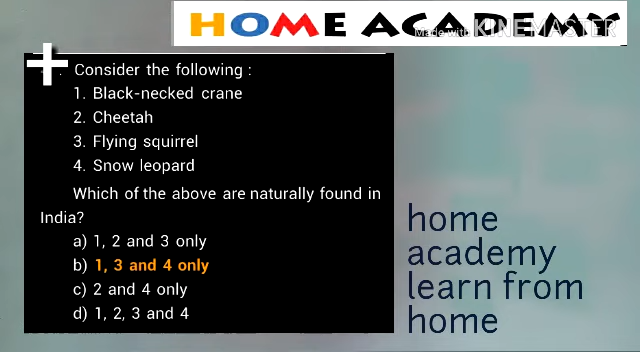 HOME ACADEMY
Made with KINEMASTER
Consider the following :
1. Black-necked crane
2. Cheetah
3. Flying squirrel
4. Snow leopard
Which of the above are naturally found in
India?
a) 1, 2 and 3 only
b) 1, 3 and 4 only
c) 2 and 4 only
d) 1, 2, 3 and 4
home
academy
learn from
home